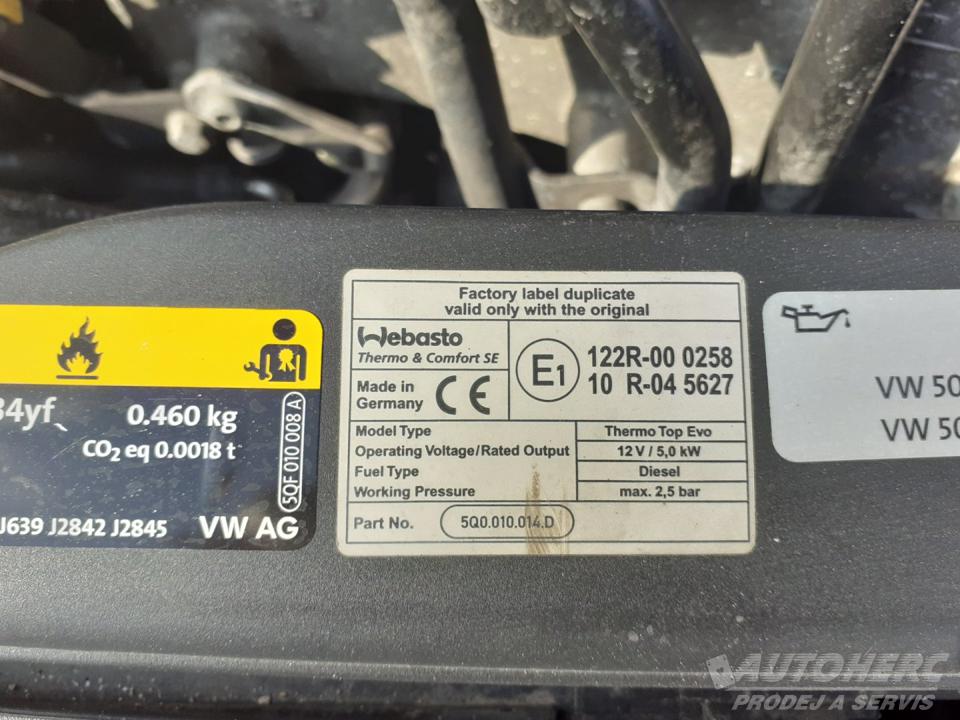 34yf 0.460 kg
CO2 eq 0.0018 t
J639 J2842 J2845 VW AG
5QF 010 008 A
Factory label duplicate
valid only with the original
Webasto
Thermo & Comfort SE
Made in
Germany
CE
E1
122R-00 0258
10 R-04 5627
Model Type Thermo Top Evo
Operating Voltage/Rated Output 12 V / 5,0 kW
Fuel Type Diesel
Working Pressure max. 2,5 bar
Part No. 5Q0.010.014.D
VW 50
VW 50
AUTOHERC
PRODEJ A SERVIS